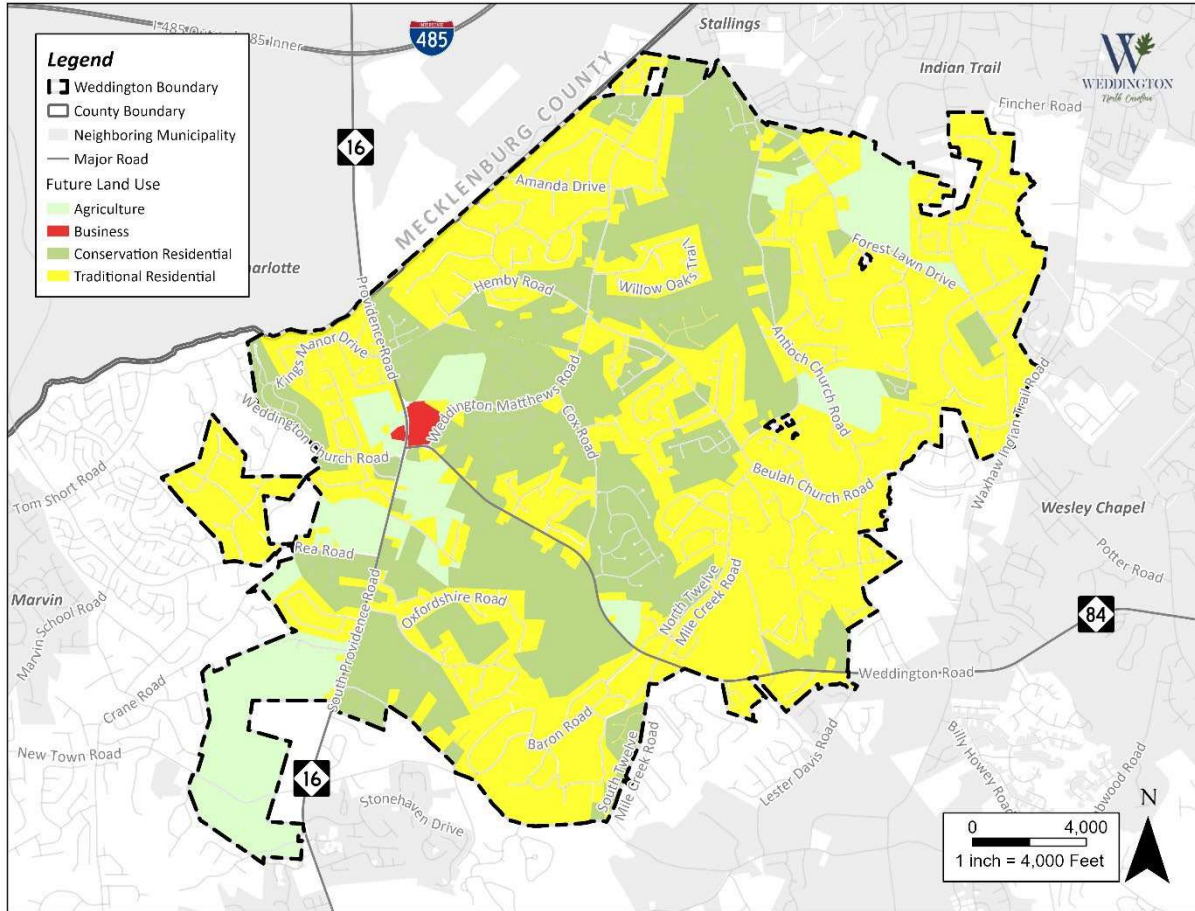 I-485 Outer I-485 Inner
INTERSTATE
485
Stallings
Indian Trail
W
WEDDINGTON
North Carolina
Legend
Weddington Boundary
County Boundary
Neighboring Municipality
Major Road
Future Land Use
Agriculture
Business
Conservation Residential
Traditional Residential
16
MECKLENBURG COUNTY
Fincher Road
Amanda Drive
Forest Lawn Drive
Willow Oaks Trail
Hemby Road
Providence Road
Kings Manor Drive
Antioch Church Road
Weddington Matthews Road
Cox Road
Weddington Church Road
Waxhaw Indian Trail Road
Beulah Church Road
Tom Short Road
Wesley Chapel
Potter Road
Rea Road
Marvin
Marvin School Road
Oxfordshire Road
North Twelve
Mile Creek Road
84
South Providence Road
Weddington Road
Crane Road
Baron Road
New Town Road
16
South Twelve
Mile Creek Road
Lester Davis Road
Billy Howey Road
Stonehaven Drive
N
0 4,000
1 inch = 4,000 Feet